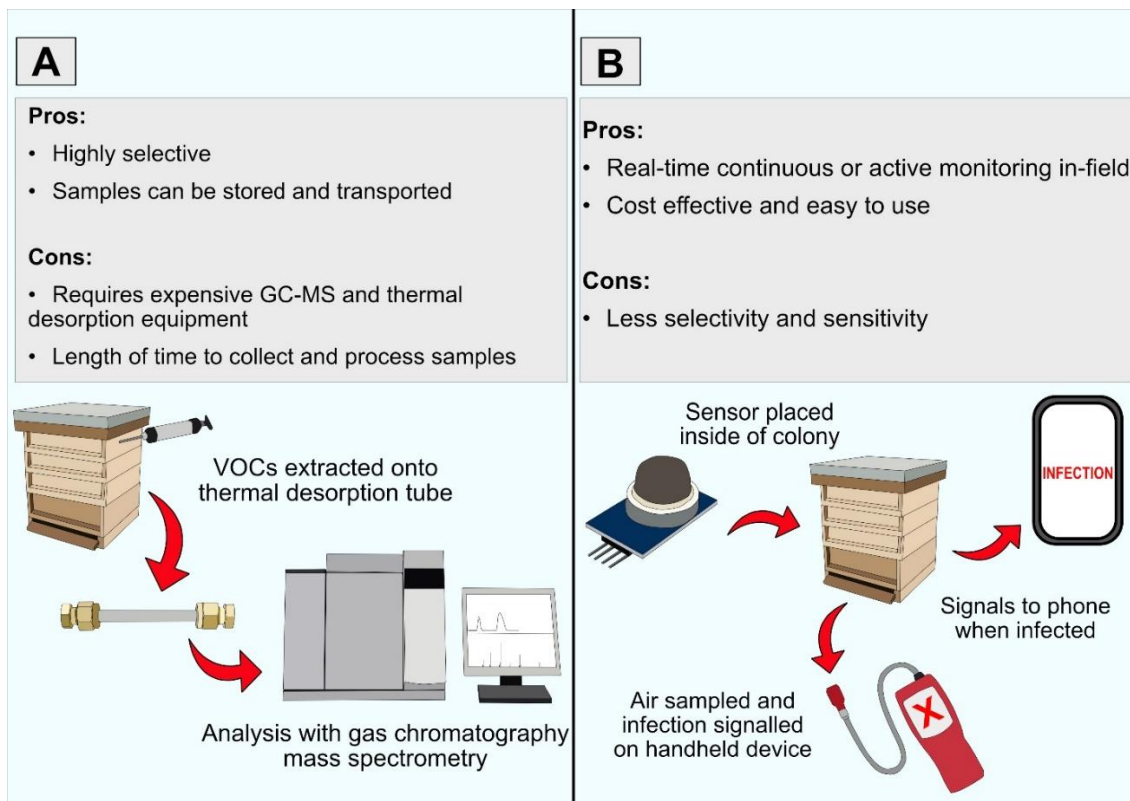 A
Pros:
• Highly selective
• Samples can be stored and transported
Cons:
• Requires expensive GC-MS and thermal
desorption equipment
• Length of time to collect and process samples
VOCs extracted onto
thermal desorption tube
Analysis with gas chromatography
mass spectrometry
B
Pros:
• Real-time continuous or active monitoring in-field
• Cost effective and easy to use
Cons:
• Less selectivity and sensitivity
Sensor placed
inside of colony
INFECTION
Signals to phone
when infected
Air sampled and
infection signalled
on handheld device
X